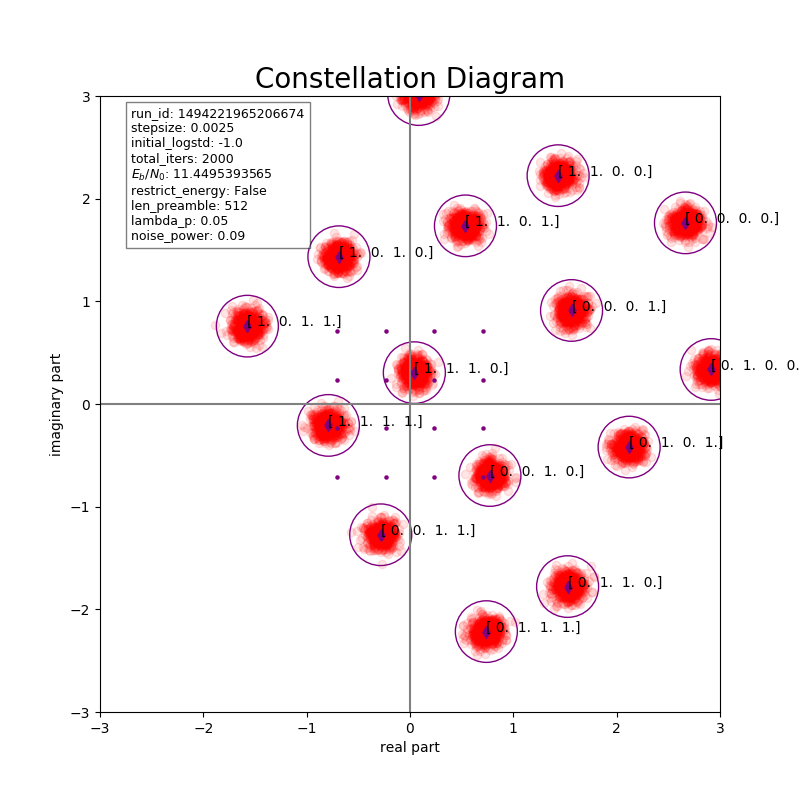 Constellation Diagram
run_id: 1494221965206674
stepsize: 0.0025
initial_logstd: -1.0
total_iters: 2000
E_b/N_0: 11.4495393565
restrict_energy: False
len_preamble: 512
lambda_p: 0.05
noise_power: 0.09
[ 1. 1. 0. 0.]
[ 1. 1. 0. 1.]
[ 0. 0. 0. 0.]
[ 1. 0. 1. 0.]
[ 0. 0. 0. 1.]
[ 1. 0. 1. 1.]
[ 1. 1. 1. 0.]
[ 0. 1. 0. 0.
[ 1. 1. 1. 1.]
[ 0. 1. 0. 1.]
[ 0. 0. 1. 0.]
[ 0. 0. 1. 1.]
[ 0. 1. 1. 0.]
[ 0. 1. 1. 1.]
3
2
1
0
−1
−2
−3
−3 −2 −1 0 1 2 3
real part
imaginary part